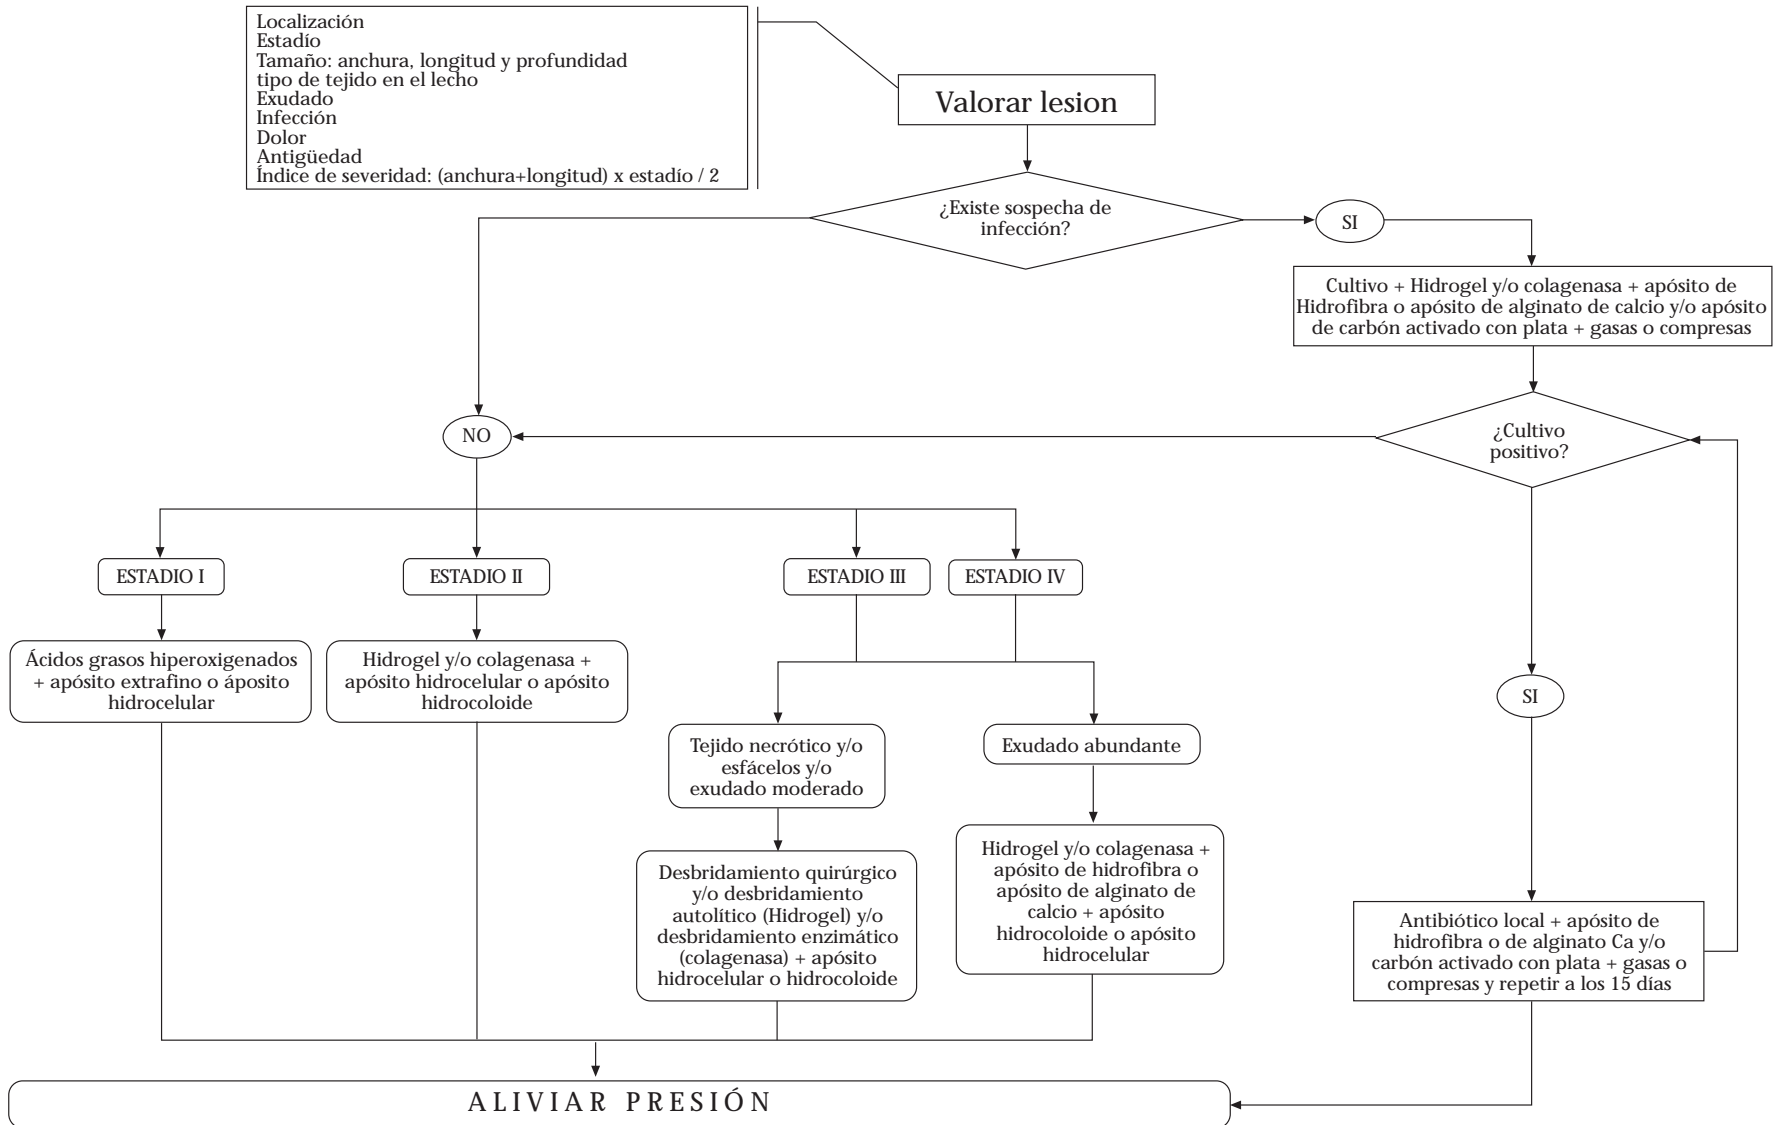 Localización
Estadío
Tamaño: anchura, longitud y profundidad
tipo de tejido en el lecho
Exudado
Infección
Dolor
Antigüedad
Índice de severidad: (anchura+longitud) x estadío / 2
Valorar lesion
¿Existe sospecha de
infección?
SI
Cultivo + Hidrogel y/o colagenasa + apósito de
Hidrofibra o apósito de alginato de calcio y/o apósito
de carbón activado con plata + gasas o compresas
NO
¿Cultivo
positivo?
ESTADIO I
ESTADIO II
ESTADIO III
ESTADIO IV
Ácidos grasos hiperoxigenados
+ apósito extrafino o áposito
hidrocelular
Hidrogel y/o colagenasa +
apósito hidrocelular o apósito
hidrocoloide
SI
Tejido necrótico y/o
esfácelos y/o
exudado moderado
Exudado abundante
Desbridamiento quirúrgico
y/o desbridamiento
autolítico (Hidrogel) y/o
desbridamiento enzimático
(colagenasa) + apósito
hidrocelular o hidrocoloide
Hidrogel y/o colagenasa +
apósito de hidrofibra o
apósito de alginato de
calcio + apósito
hidrocoloide o apósito
hidrocelular
Antibiótico local + apósito de
hidrofibra o de alginato Ca y/o
carbón activado con plata + gasas o
compresas y repetir a los 15 días
ALIVIAR PRESIÓN